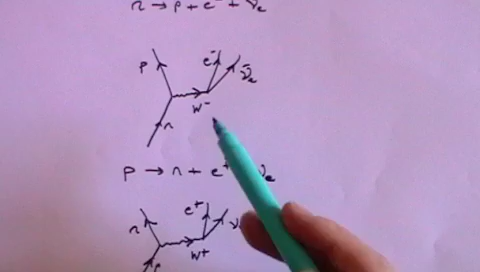 n → p + e⁻ + ν̄ₑ
p e⁻ ν̄ₑ
W⁻
n
p → n + e⁺ νₑ
n e⁺ ν
W⁺
p